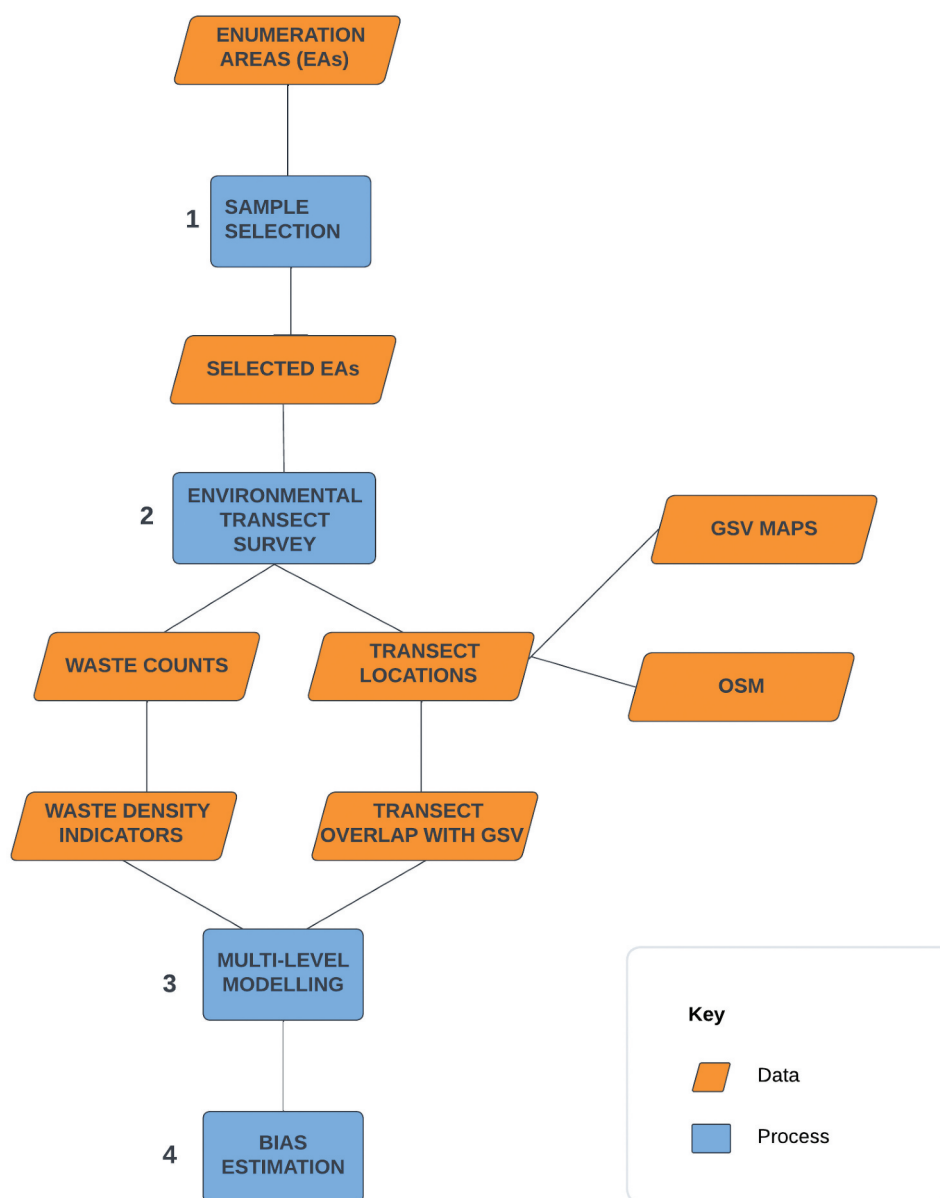 ENUMERATION
AREAS (EAs)
1
SAMPLE
SELECTION
SELECTED EAs
2
ENVIRONMENTAL
TRANSECT
SURVEY
GSV MAPS
WASTE COUNTS
TRANSECT
LOCATIONS
OSM
WASTE DENSITY
INDICATORS
TRANSECT
OVERLAP WITH GSV
3
MULTI-LEVEL
MODELLING
4
BIAS
ESTIMATION
Key
Data
Process